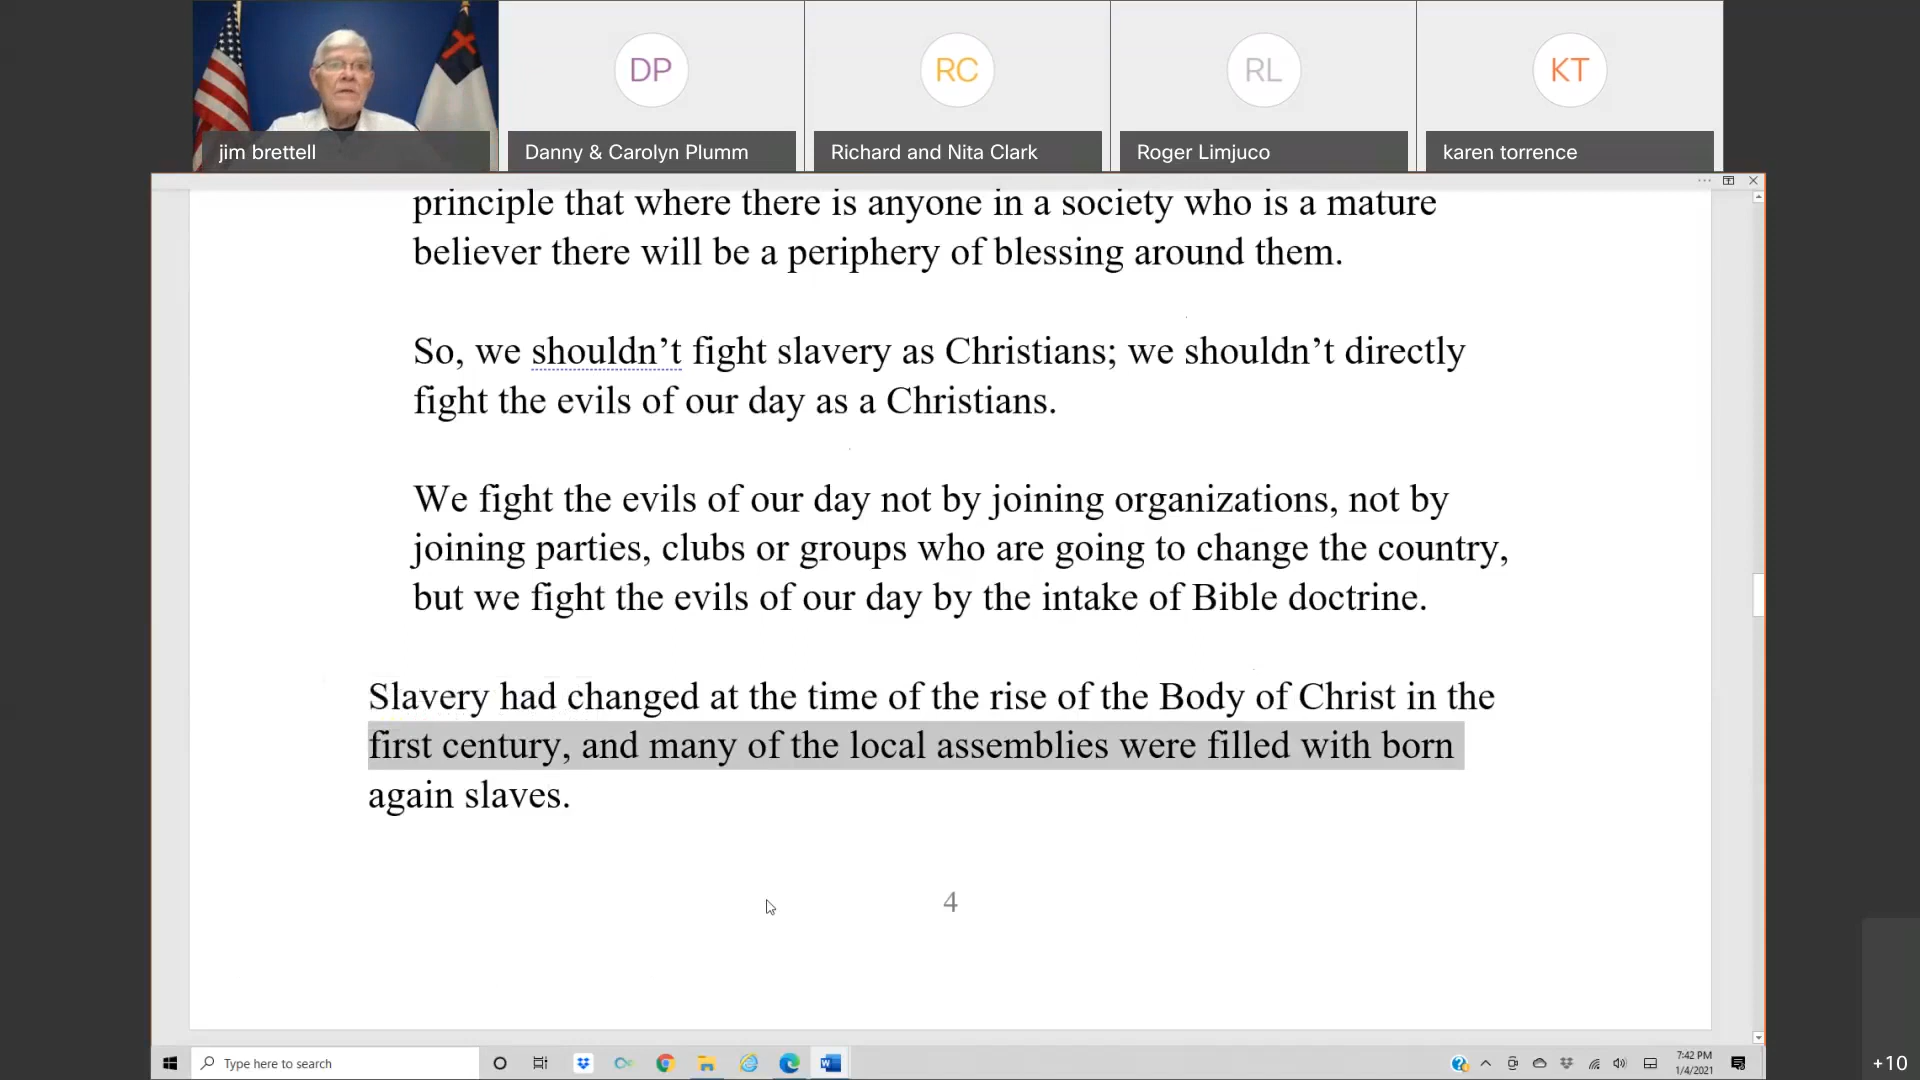 DP
RC
RL
KT
jim brettell
Danny & Carolyn Plumm
Richard and Nita Clark
Roger Limjuco
karen torrence
principle that where there is anyone in a society who is a mature
believer there will be a periphery of blessing around them.
So, we shouldn't fight slavery as Christians; we shouldn't directly
fight the evils of our day as a Christians.
We fight the evils of our day not by joining organizations, not by
joining parties, clubs or groups who are going to change the country,
but we fight the evils of our day by the intake of Bible doctrine.
Slavery had changed at the time of the rise of the Body of Christ in the
first century, and many of the local assemblies were filled with born
again slaves.
4
Type here to search
7:42 PM
1/4/2021
+10